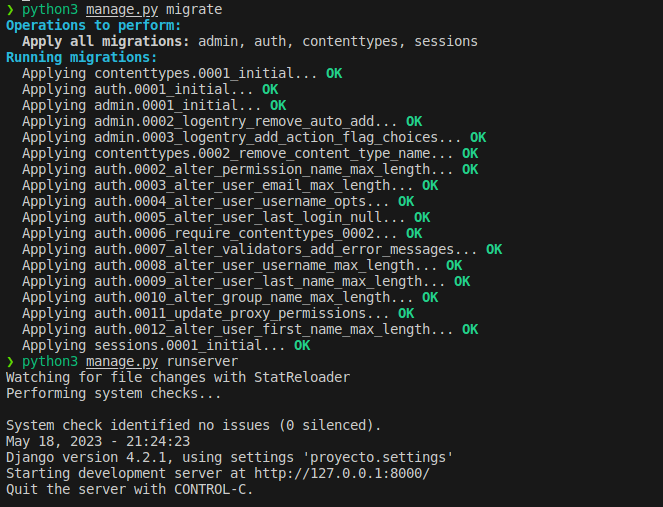 ❯ python3 manage.py migrate
Operations to perform:
  Apply all migrations: admin, auth, contenttypes, sessions
Running migrations:
  Applying contenttypes.0001_initial... OK
  Applying auth.0001_initial... OK
  Applying admin.0001_initial... OK
  Applying admin.0002_logentry_remove_auto_add... OK
  Applying admin.0003_logentry_add_action_flag_choices... OK
  Applying contenttypes.0002_remove_content_type_name... OK
  Applying auth.0002_alter_permission_name_max_length... OK
  Applying auth.0003_alter_user_email_max_length... OK
  Applying auth.0004_alter_user_username_opts... OK
  Applying auth.0005_alter_user_last_login_null... OK
  Applying auth.0006_require_contenttypes_0002... OK
  Applying auth.0007_alter_validators_add_error_messages... OK
  Applying auth.0008_alter_user_username_max_length... OK
  Applying auth.0009_alter_user_last_name_max_length... OK
  Applying auth.0010_alter_group_name_max_length... OK
  Applying auth.0011_update_proxy_permissions... OK
  Applying auth.0012_alter_user_first_name_max_length... OK
  Applying sessions.0001_initial... OK
❯ python3 manage.py runserver
Watching for file changes with StatReloader
Performing system checks...

System check identified no issues (0 silenced).
May 18, 2023 - 21:24:23
Django version 4.2.1, using settings 'proyecto.settings'
Starting development server at http://127.0.0.1:8000/
Quit the server with CONTROL-C.